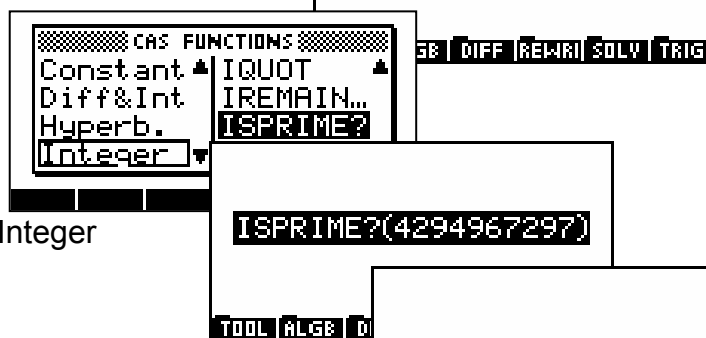 CAS FUNCTIONS
GB DIFF REWRI SOLV TRIG
Constant IQUOT
Diff&Int IREMAIN...
Hyperb. ISPRIME?
Integer
Integer
ISPRIME?(4294967297)
TOOL ALGB D